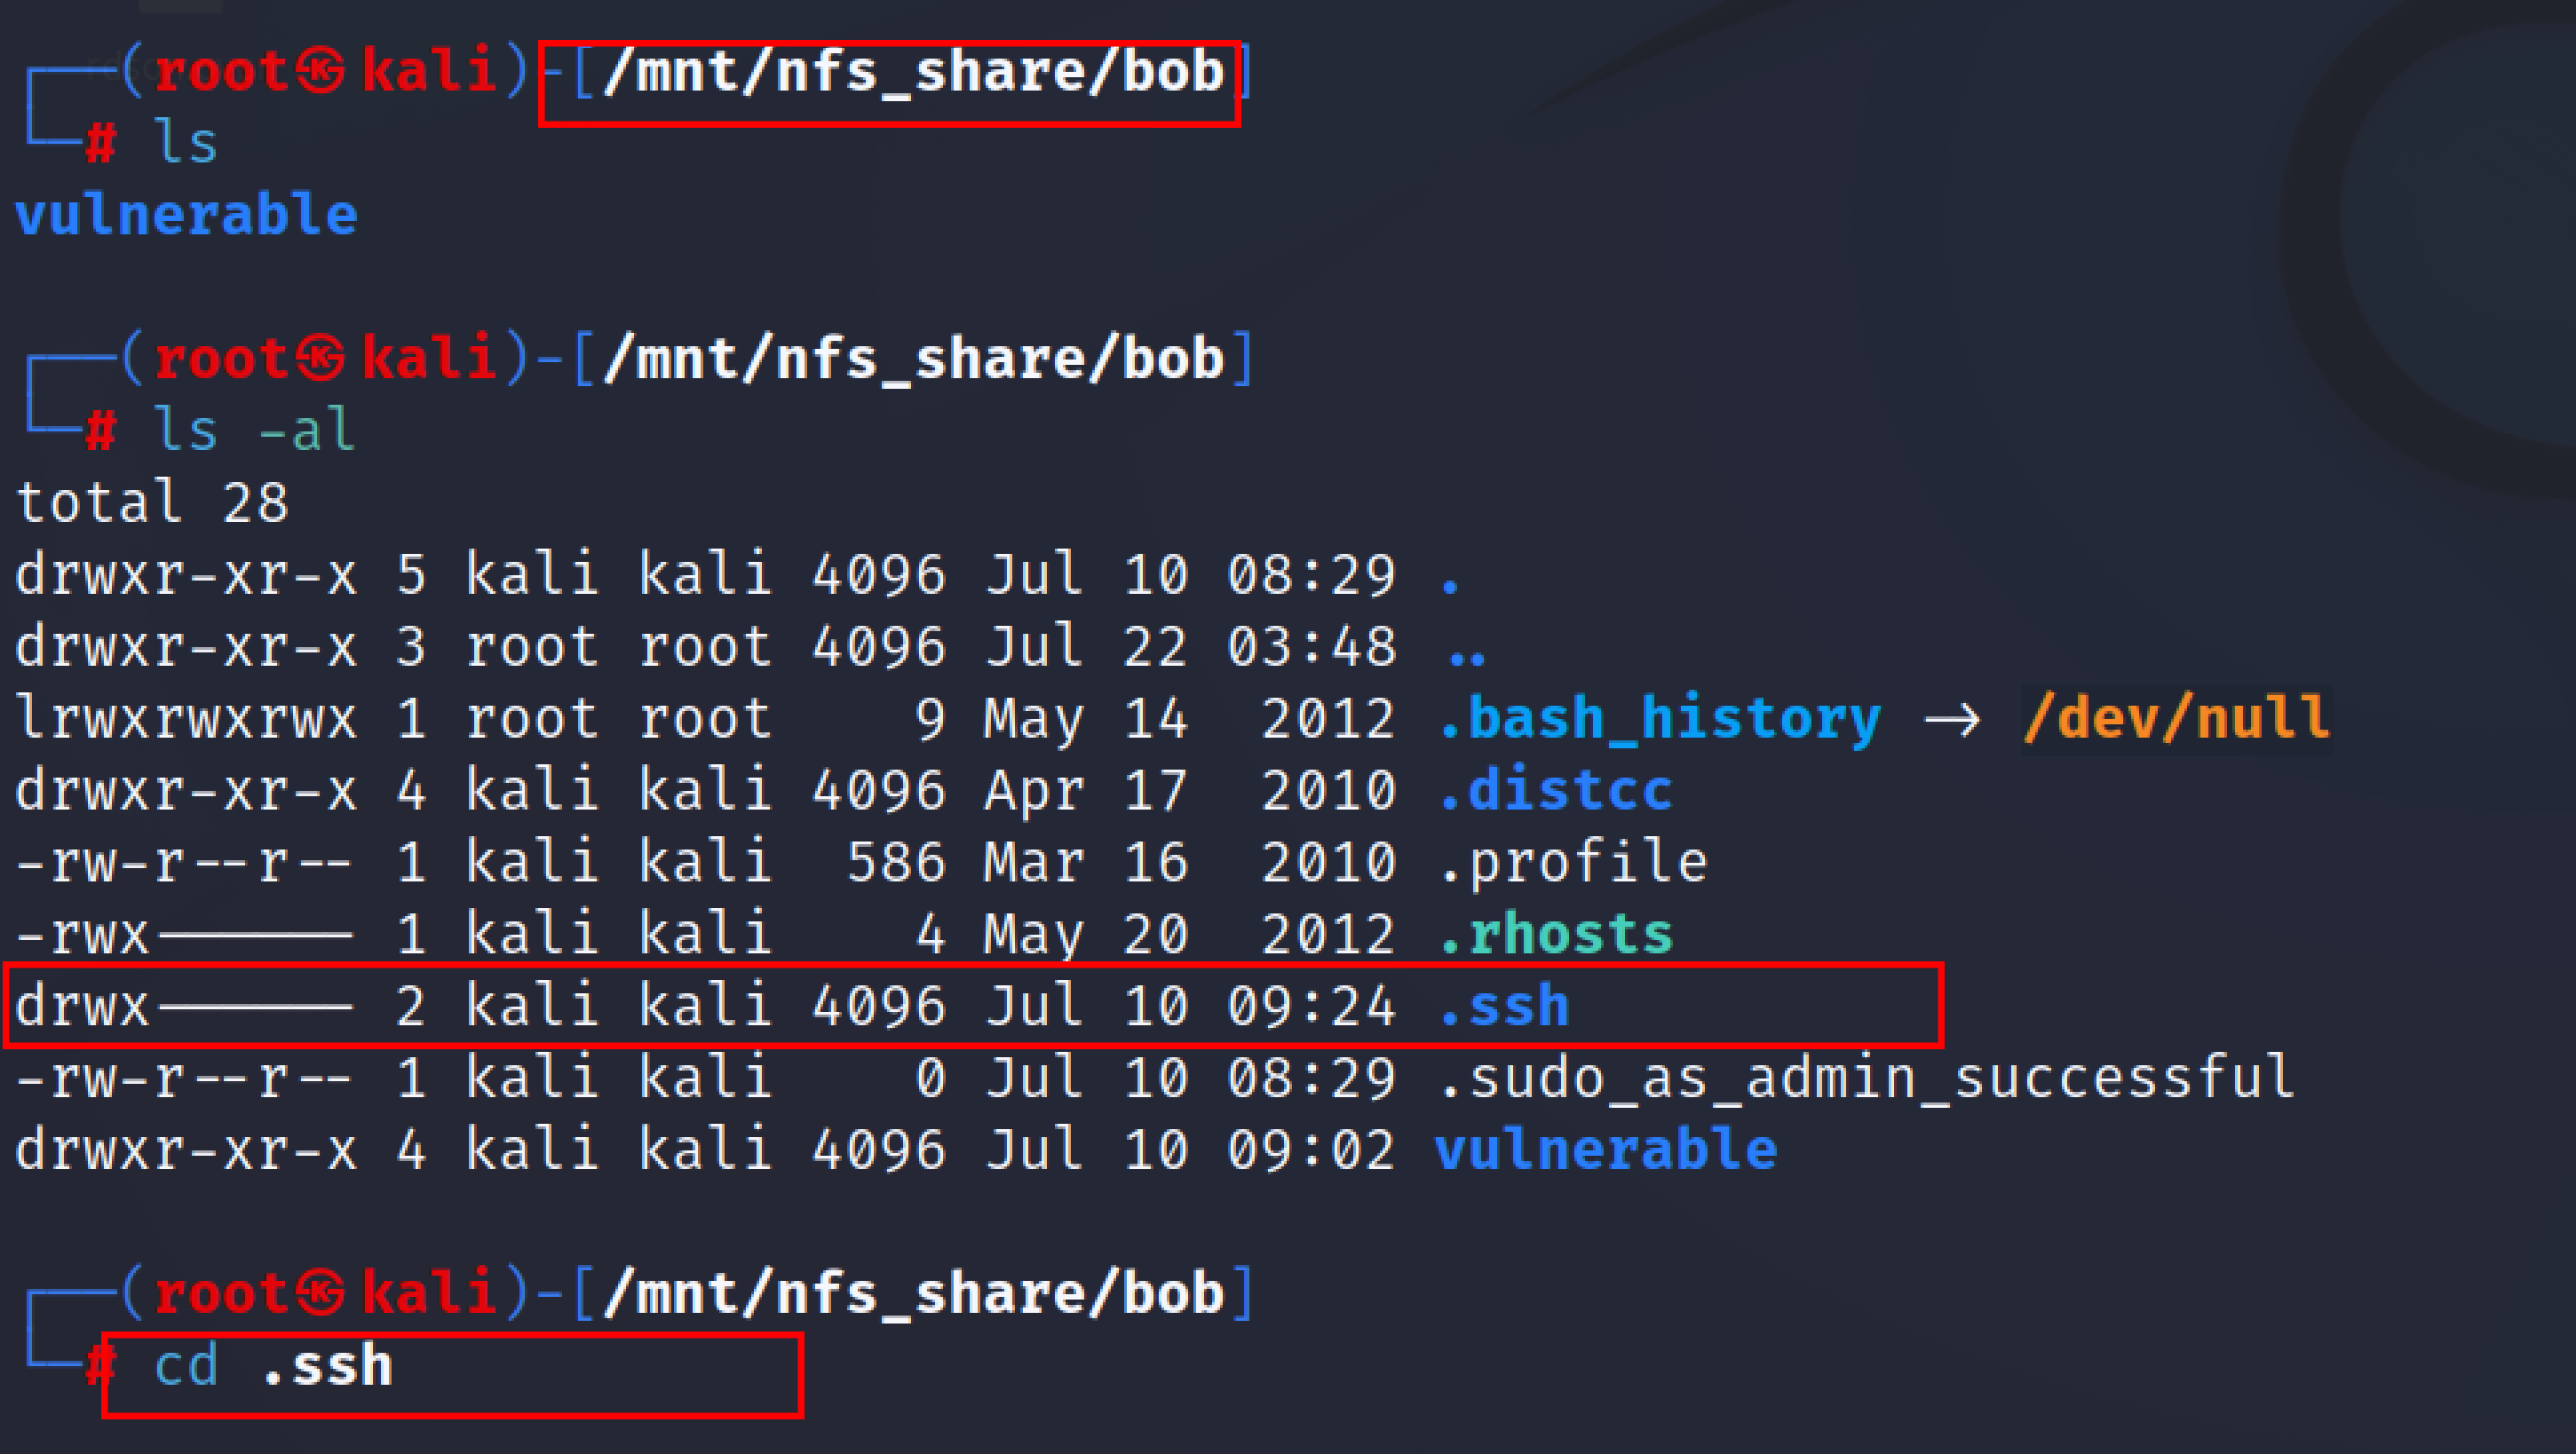 ┌──(root㉿kali)-[/mnt/nfs_share/bob]
└─# ls
vulnerable
┌──(root㉿kali)-[/mnt/nfs_share/bob]
└─# ls -al
total 28
drwxr-xr-x 5 kali kali 4096 Jul 10 08:29 .
drwxr-xr-x 3 root root 4096 Jul 22 03:48 ..
lrwxrwxrwx 1 root root    9 May 14  2012 .bash_history → /dev/null
drwxr-xr-x 4 kali kali 4096 Apr 17  2010 .distcc
-rw-r--r-- 1 kali kali  586 Mar 16  2010 .profile
-rwx------ 1 kali kali    4 May 20  2012 .rhosts
drwx------ 2 kali kali 4096 Jul 10 09:24 .ssh
-rw-r--r-- 1 kali kali    0 Jul 10 08:29 .sudo_as_admin_successful
drwxr-xr-x 4 kali kali 4096 Jul 10 09:02 vulnerable
┌──(root㉿kali)-[/mnt/nfs_share/bob]
└─# cd .ssh